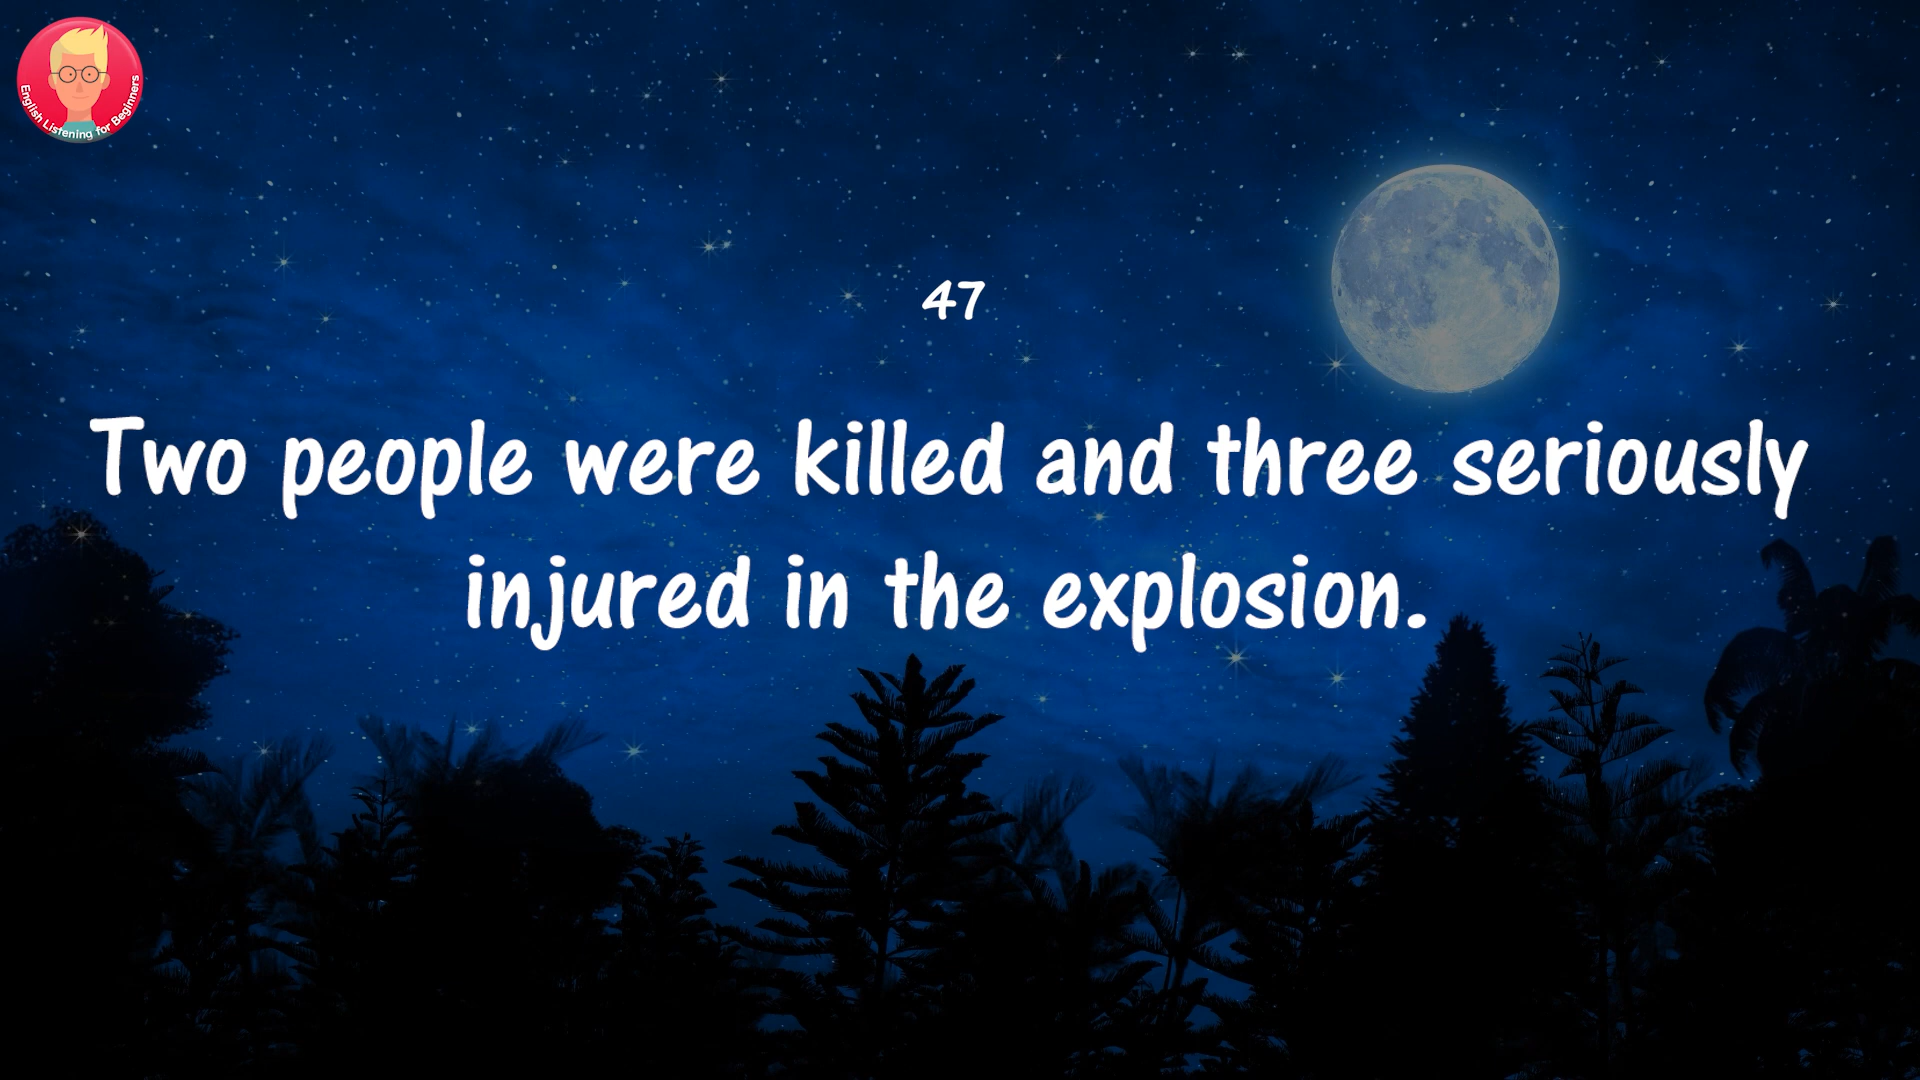 English Listening for Beginners
47
Two people were killed and three seriously
injured in the explosion.